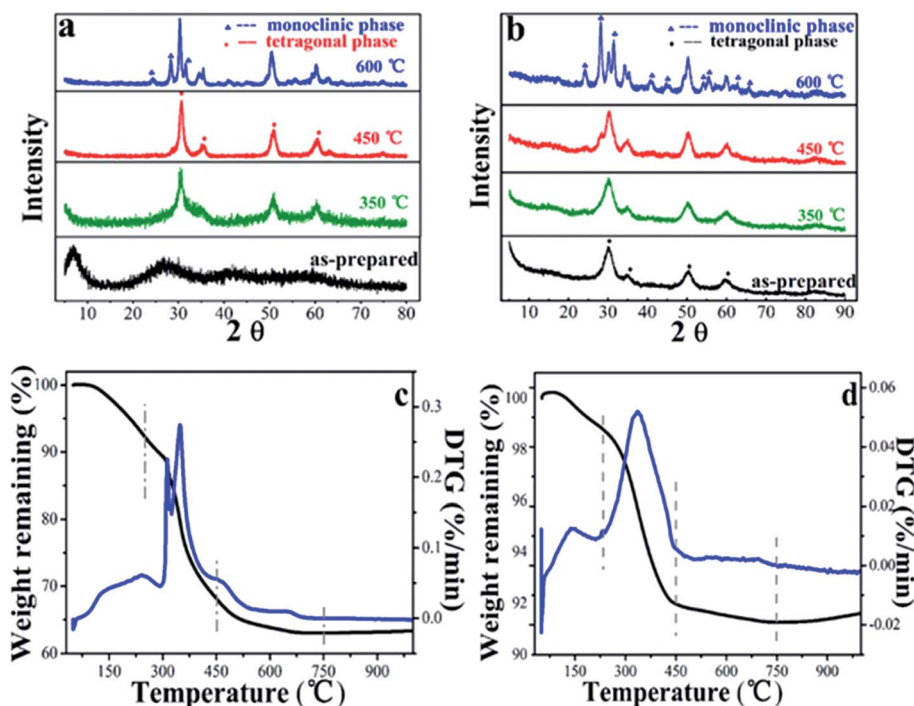 a
▲ --- monoclinic phase
• — tetragonal phase
600 ℃
450 ℃
350 ℃
as-prepared
Intensity
10 20 30 40 50 60 70 80
2 θ
b
▲ --- monoclinic phase
• — tetragonal phase
600 ℃
450 ℃
350 ℃
as-prepared
Intensity
10 20 30 40 50 60 70 80 90
2 θ
c
Weight remaining (%)
100
90
80
70
60
DTG (%/min)
0.3
0.2
0.1
0.0
150 300 450 600 750 900
Temperature (℃)
d
Weight remaining (%)
100
98
96
94
92
90
DTG (%/min)
0.06
0.04
0.02
0.00
-0.02
150 300 450 600 750 900
Temperature (℃)